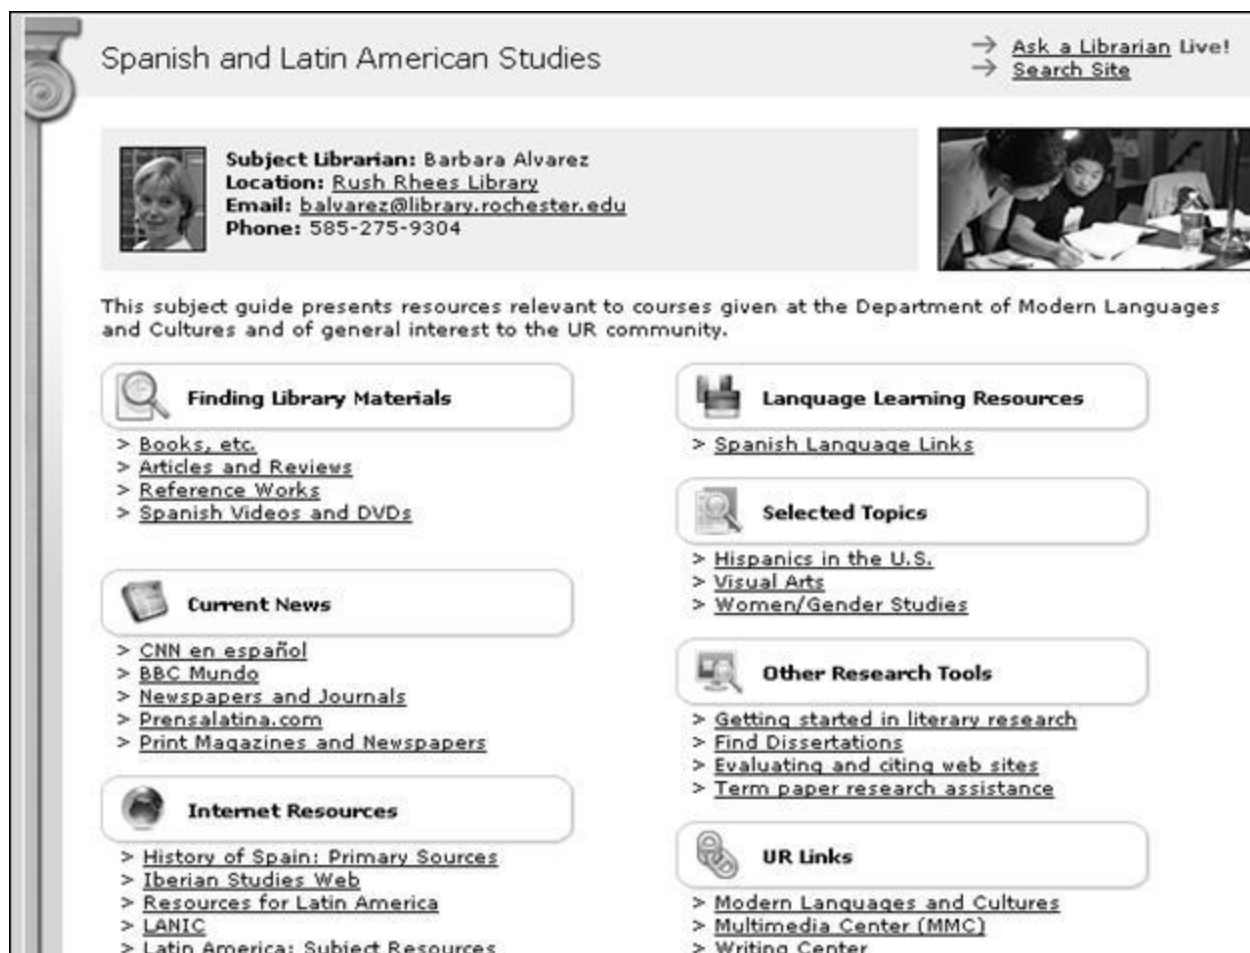 Spanish and Latin American Studies
Ask a Librarian Live!
Search Site
Subject Librarian: Barbara Alvarez
Location: Rush Rhees Library
Email: balvarez@library.rochester.edu
Phone: 585-275-9304
This subject guide presents resources relevant to courses given at the Department of Modern Languages
and Cultures and of general interest to the UR community.
Finding Library Materials
> Books, etc.
> Articles and Reviews
> Reference Works
> Spanish Videos and DVDs
Current News
> CNN en español
> BBC Mundo
> Newspapers and Journals
> Prensalatina.com
> Print Magazines and Newspapers
Internet Resources
> History of Spain: Primary Sources
> Iberian Studies Web
> Resources for Latin America
> LANIC
> Latin America: Subject Resources
Language Learning Resources
> Spanish Language Links
Selected Topics
> Hispanics in the U.S.
> Visual Arts
> Women/Gender Studies
Other Research Tools
> Getting started in literary research
> Find Dissertations
> Evaluating and citing web sites
> Term paper research assistance
UR Links
> Modern Languages and Cultures
> Multimedia Center (MMC)
> Writing Center